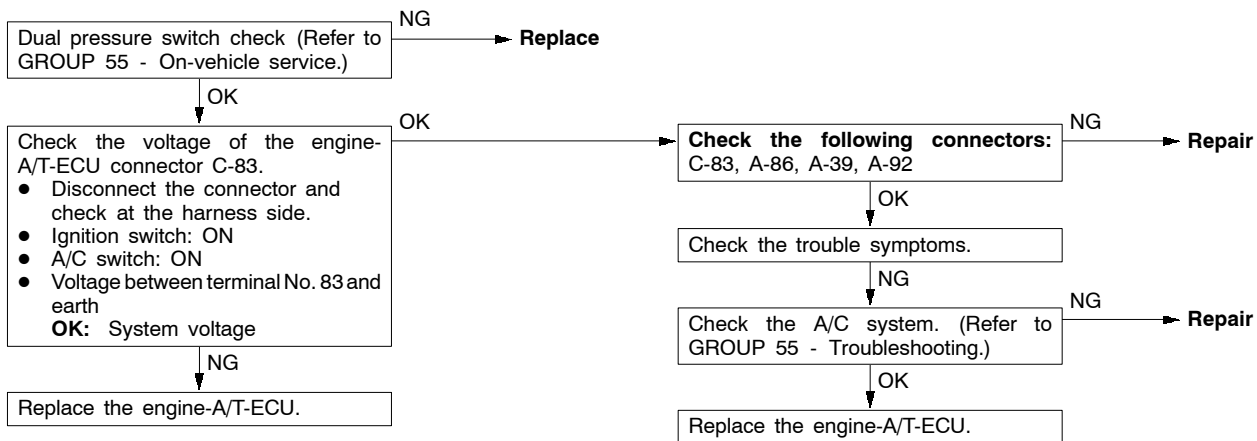 Dual pressure switch check (Refer to
GROUP 55 - On-vehicle service.)
NG
Replace
OK
Check the voltage of the engine-
A/T-ECU connector C-83.
● Disconnect the connector and
check at the harness side.
● Ignition switch: ON
● A/C switch: ON
● Voltage between terminal No. 83 and
earth
OK: System voltage
NG
Replace the engine-A/T-ECU.
OK
Check the following connectors:
C-83, A-86, A-39, A-92
NG
Repair
OK
Check the trouble symptoms.
NG
Check the A/C system. (Refer to
GROUP 55 - Troubleshooting.)
NG
Repair
OK
Replace the engine-A/T-ECU.